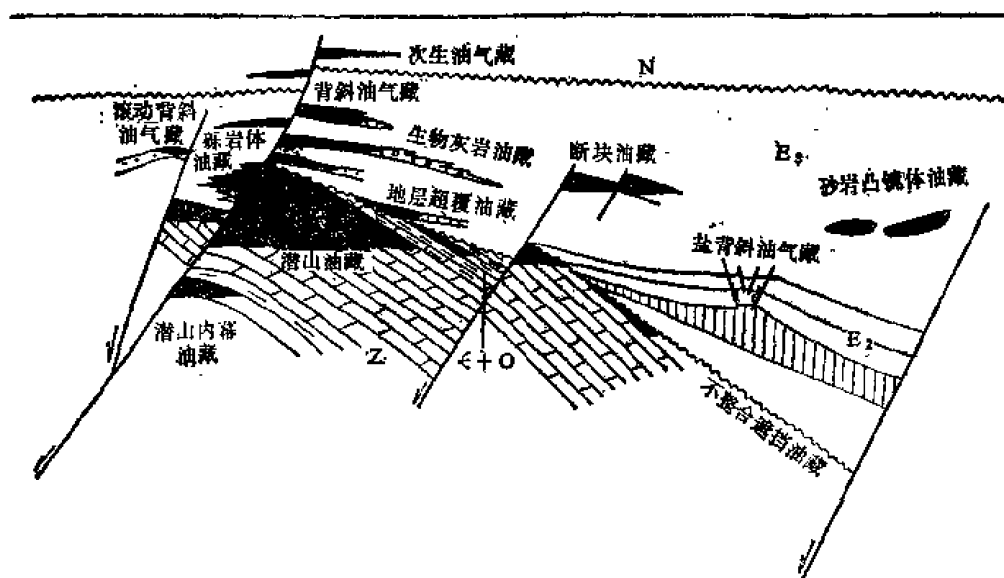 次生油气藏
N
背斜油气藏
滚动背斜
油气藏
砾岩体
油藏
生物灰岩油藏
断块油藏
E₃
砂岩凸镜体油藏
地层超覆油藏
盐背斜油气藏
潜山油藏
潜山内幕
油藏
Z
Є+O
E₂
不整合遮挡油藏